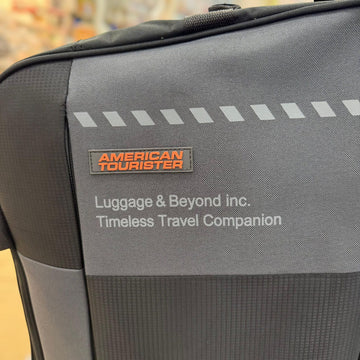 AMERICAN
TOURISTER
Luggage & Beyond inc.
Timeless Travel Companion